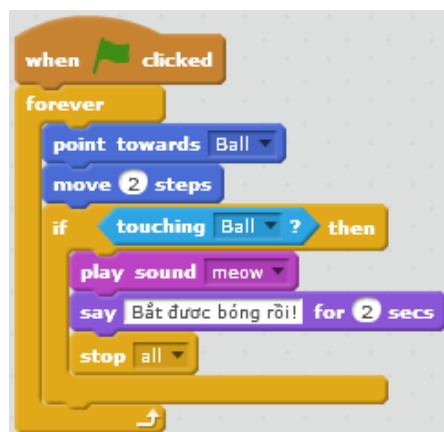 when clicked
forever
point towards Ball
move 2 steps
if touching Ball ? then
play sound meow
say Bắt được bóng rồi! for 2 secs
stop all